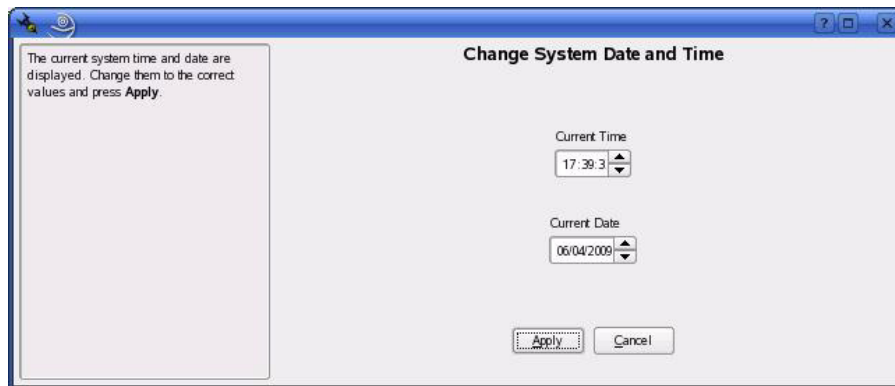 The current system time and date are
displayed. Change them to the correct
values and press Apply.
Change System Date and Time
Current Time
17:39:3
Current Date
06/04/2009
Apply
Cancel